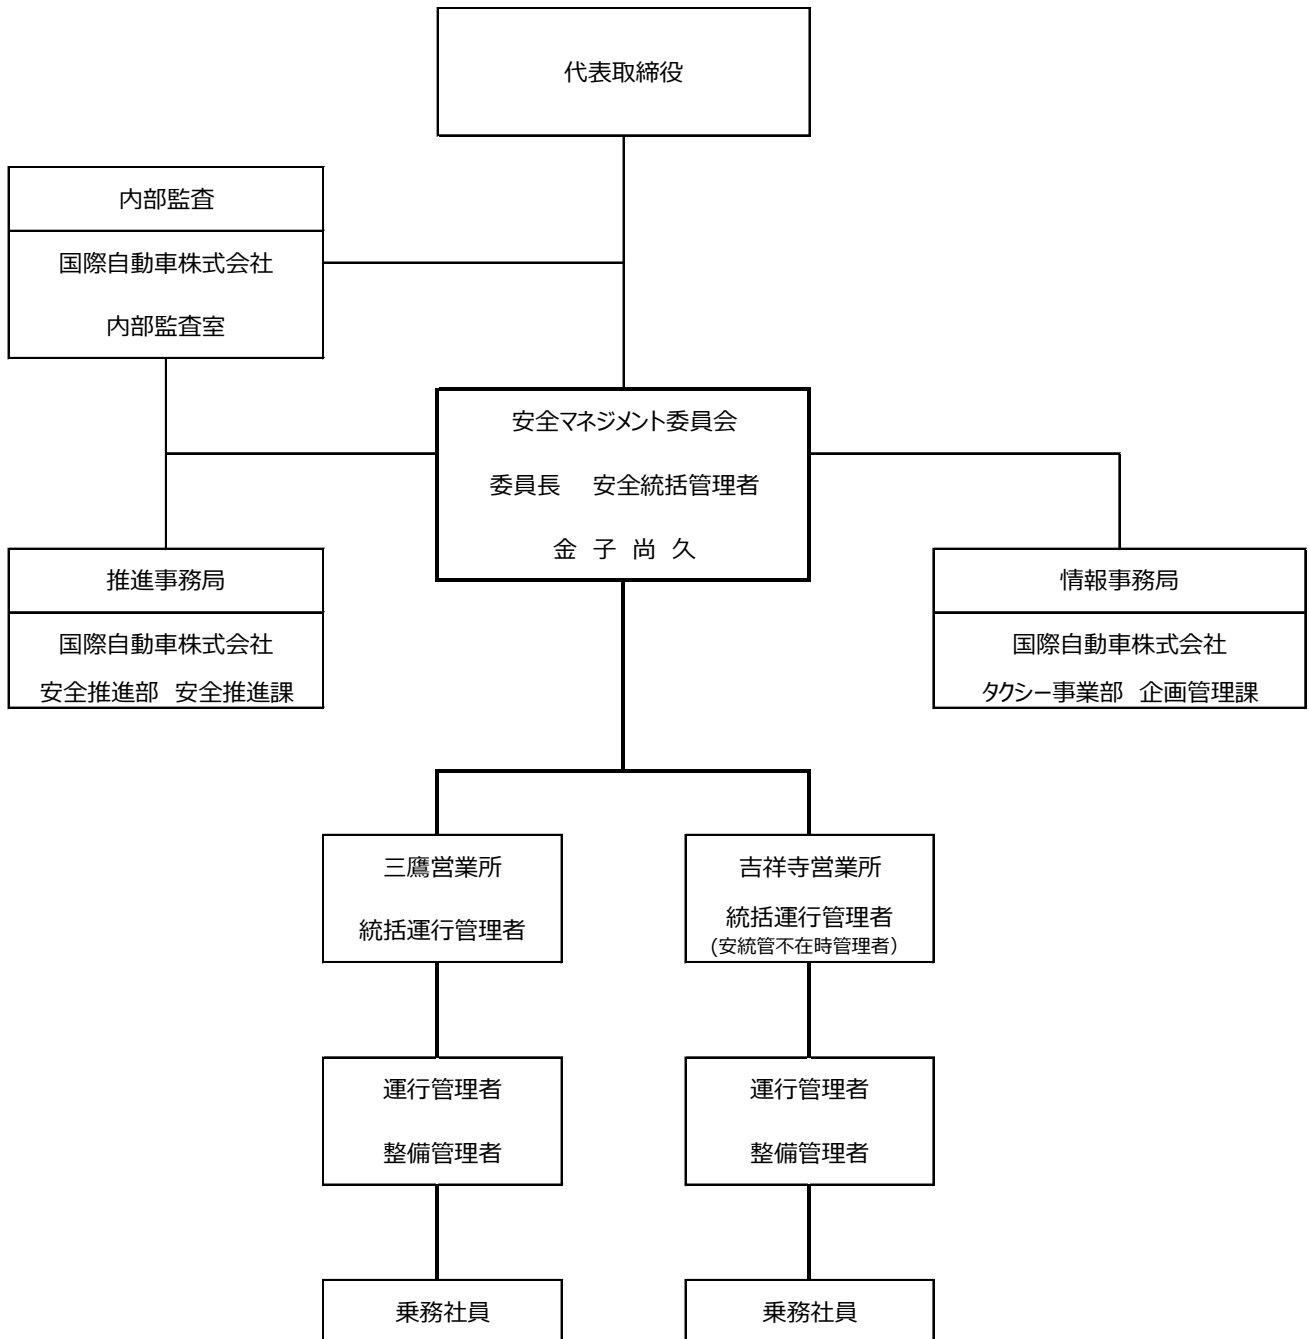 代表取締役
内部監査
国際自動車株式会社
内部監査室
安全マネジメント委員会
委員長 安全統括管理者
金 子 尚 久
推進事務局
国際自動車株式会社
安全推進部 安全推進課
情報事務局
国際自動車株式会社
タクシー事業部 企画管理課
三鷹営業所
統括運行管理者
吉祥寺営業所
統括運行管理者
(安統管不在時管理者)
運行管理者
整備管理者
運行管理者
整備管理者
乗務社員
乗務社員